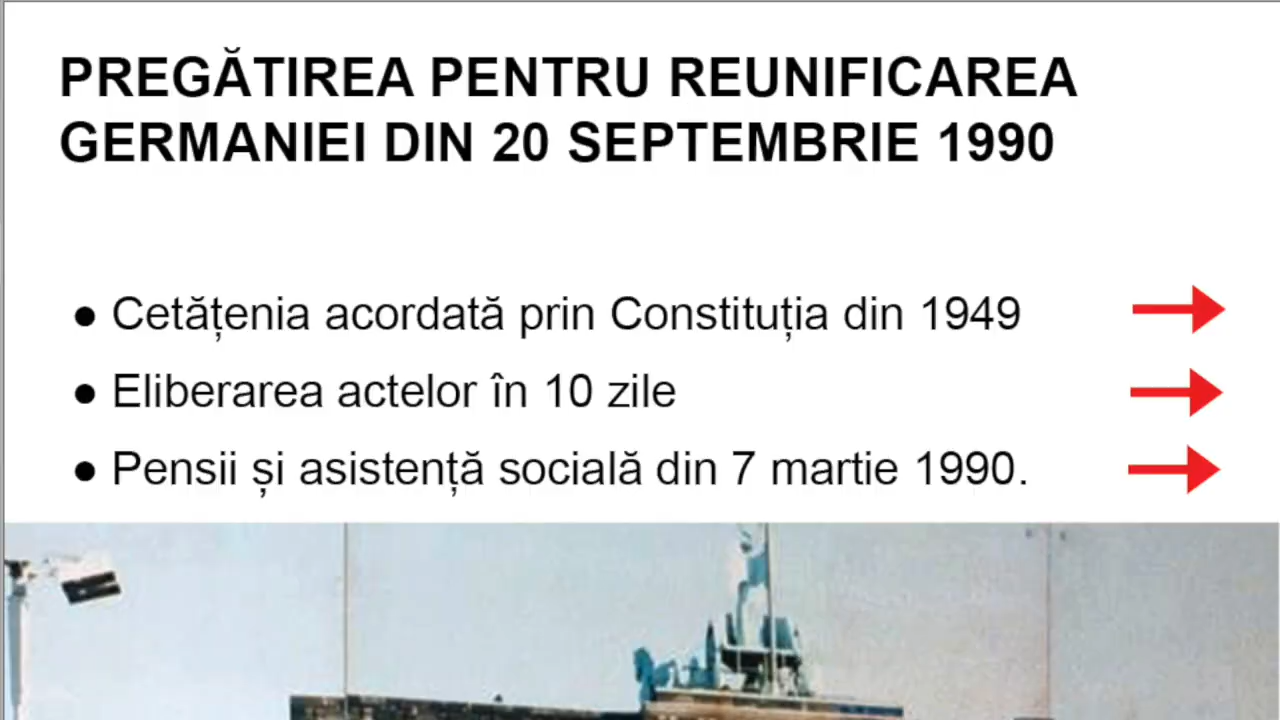 PREGĂTIREA PENTRU REUNIFICAREA
GERMANIEI DIN 20 SEPTEMBRIE 1990
● Cetățenia acordată prin Constituția din 1949
● Eliberarea actelor în 10 zile
● Pensii și asistență socială din 7 martie 1990.